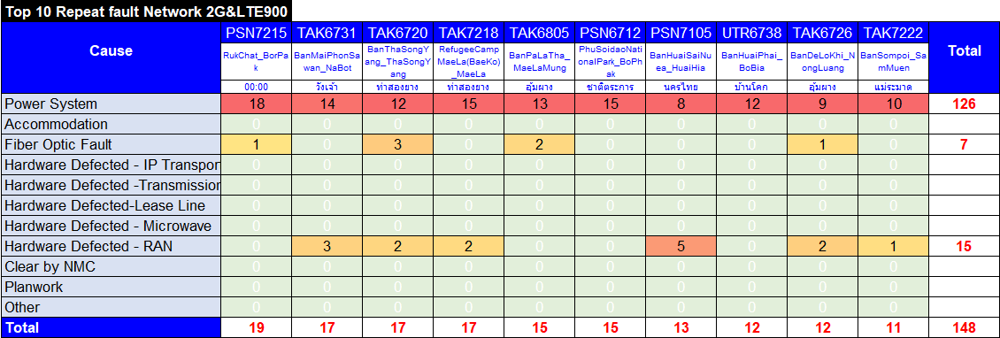 Top 10 Repeat fault Network 2G&LTE900
Cause PSN7215 TAK6731 TAK6720 TAK7218 TAK6805 PSN6712 PSN7105 UTR6738 TAK6726 TAK7222 Total
RukChat_BorPak BanMaiPhonSawan_NaBot BanThaSongYang_ThaSongYang RefugeeCampMaeLa(BaeKo)_MaeLa BanPaLaTha_MaeLaMung PhuSoidaoNationalPark_BoPhak BanHuaiSaiNuea_HuaiHia BanHuaiPhai_BoBia BanDeLoKhi_NongLuang BanSompoi_SamMuen
00:00 วังเจ้า ท่าสองยาง ท่าสองยาง อุ้มผาง ชาติตระการ นครไทย บ้านโคก อุ้มผาง แม่ระมาด
Power System 18 14 12 15 13 15 8 12 9 10 126
Accommodation 0 0 0 0 0 0 0 0 0 0
Fiber Optic Fault 1 0 3 0 2 0 0 0 1 0 7
Hardware Defected - IP Transpor 0 0 0 0 0 0 0 0 0 0
Hardware Defected -Transmission 0 0 0 0 0 0 0 0 0 0
Hardware Defected-Lease Line 0 0 0 0 0 0 0 0 0 0
Hardware Defected - Microwave 0 0 0 0 0 0 0 0 0 0
Hardware Defected - RAN 0 3 2 2 0 0 5 0 2 1 15
Clear by NMC 0 0 0 0 0 0 0 0 0 0
Planwork 0 0 0 0 0 0 0 0 0 0
Other 0 0 0 0 0 0 0 0 0 0
Total 19 17 17 17 15 15 13 12 12 11 148